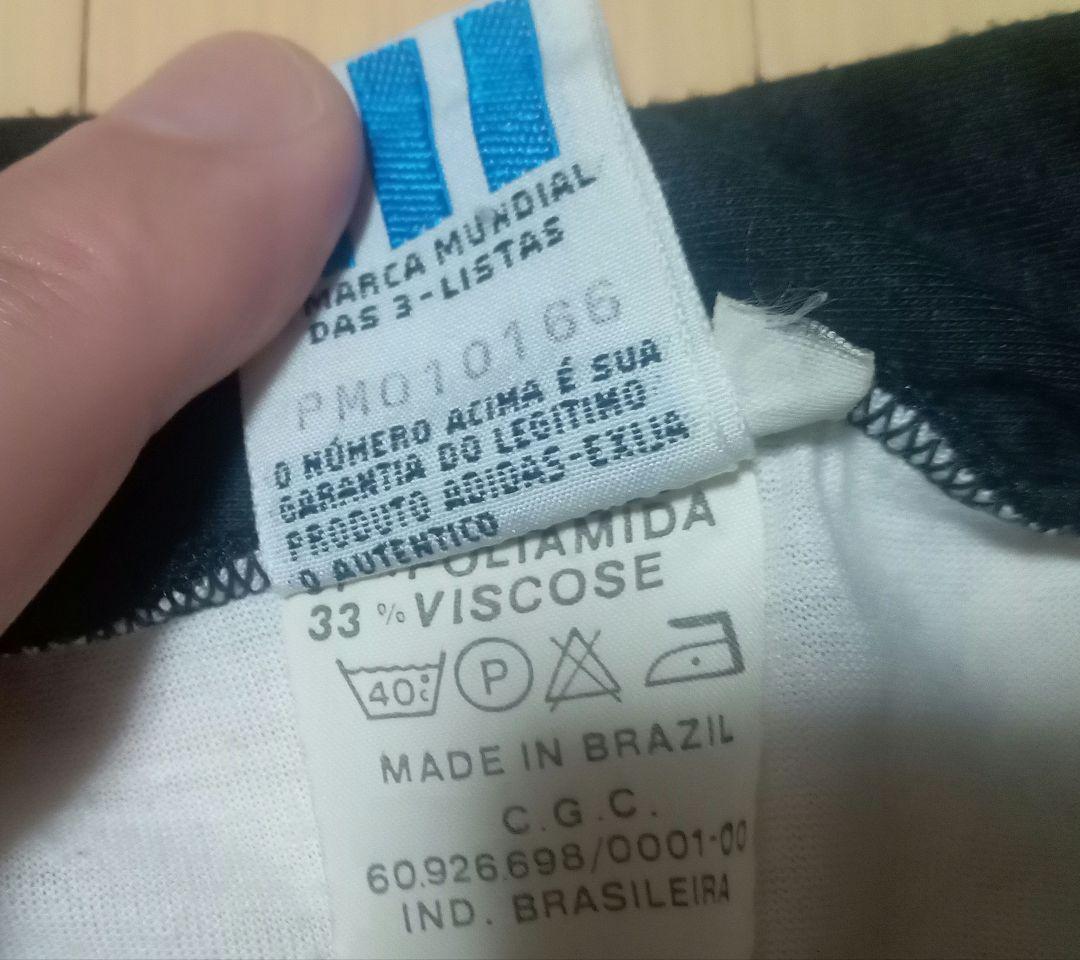 MARCA MUNDIAL
DAS 3-LISTAS
PM010166
O NÚMERO ACIMA É SUA
GARANTIA DO LEGITIMO
PRODUTO ADIDAS-EXIJA
O AUTENTICO
POLIAMIDA
33 % VISCOSE
40c P
MADE IN BRAZIL
C.G.C.
60.926.698/0001-00
IND. BRASILEIRA